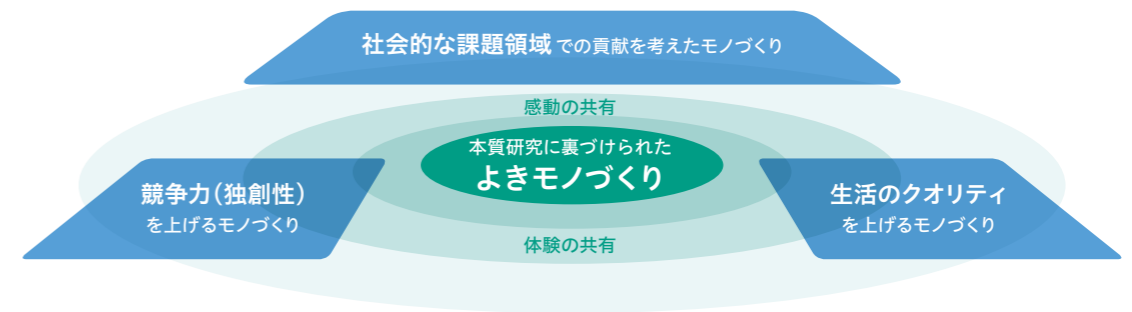 社会的な課題領域での貢献を考えたモノづくり
感動の共有
本質研究に裏づけられた
よきモノづくり
競争力(独創性)
を上げるモノづくり
生活のクオリティ
を上げるモノづくり
体験の共有